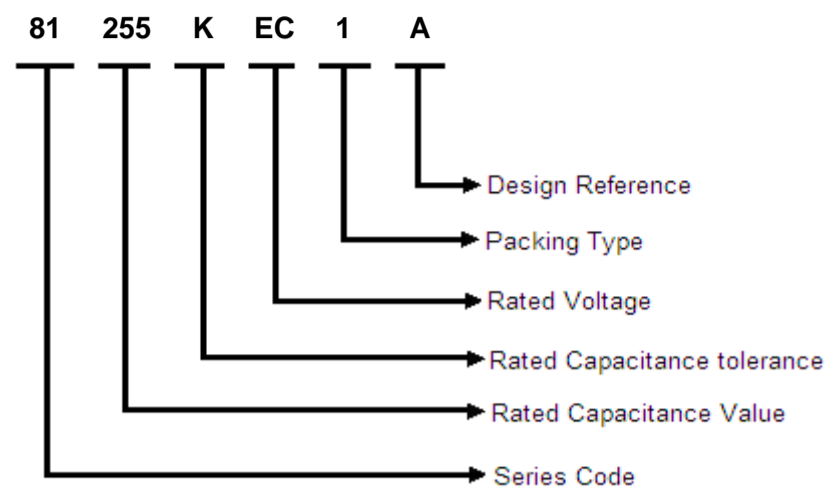 81 255 K EC 1 A
Design Reference
Packing Type
Rated Voltage
Rated Capacitance tolerance
Rated Capacitance Value
Series Code